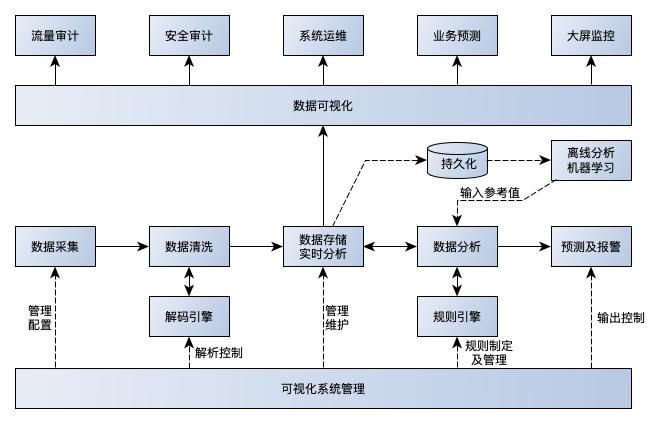 流量审计
安全审计
系统运维
业务预测
大屏监控
数据可视化
持久化
离线分析
机器学习
输入参考值
数据采集
数据清洗
数据存储
实时分析
数据分析
预测及报警
管理
配置
解码引擎
管理
维护
规则引擎
输出控制
解析控制
规则制定
及管理
可视化系统管理